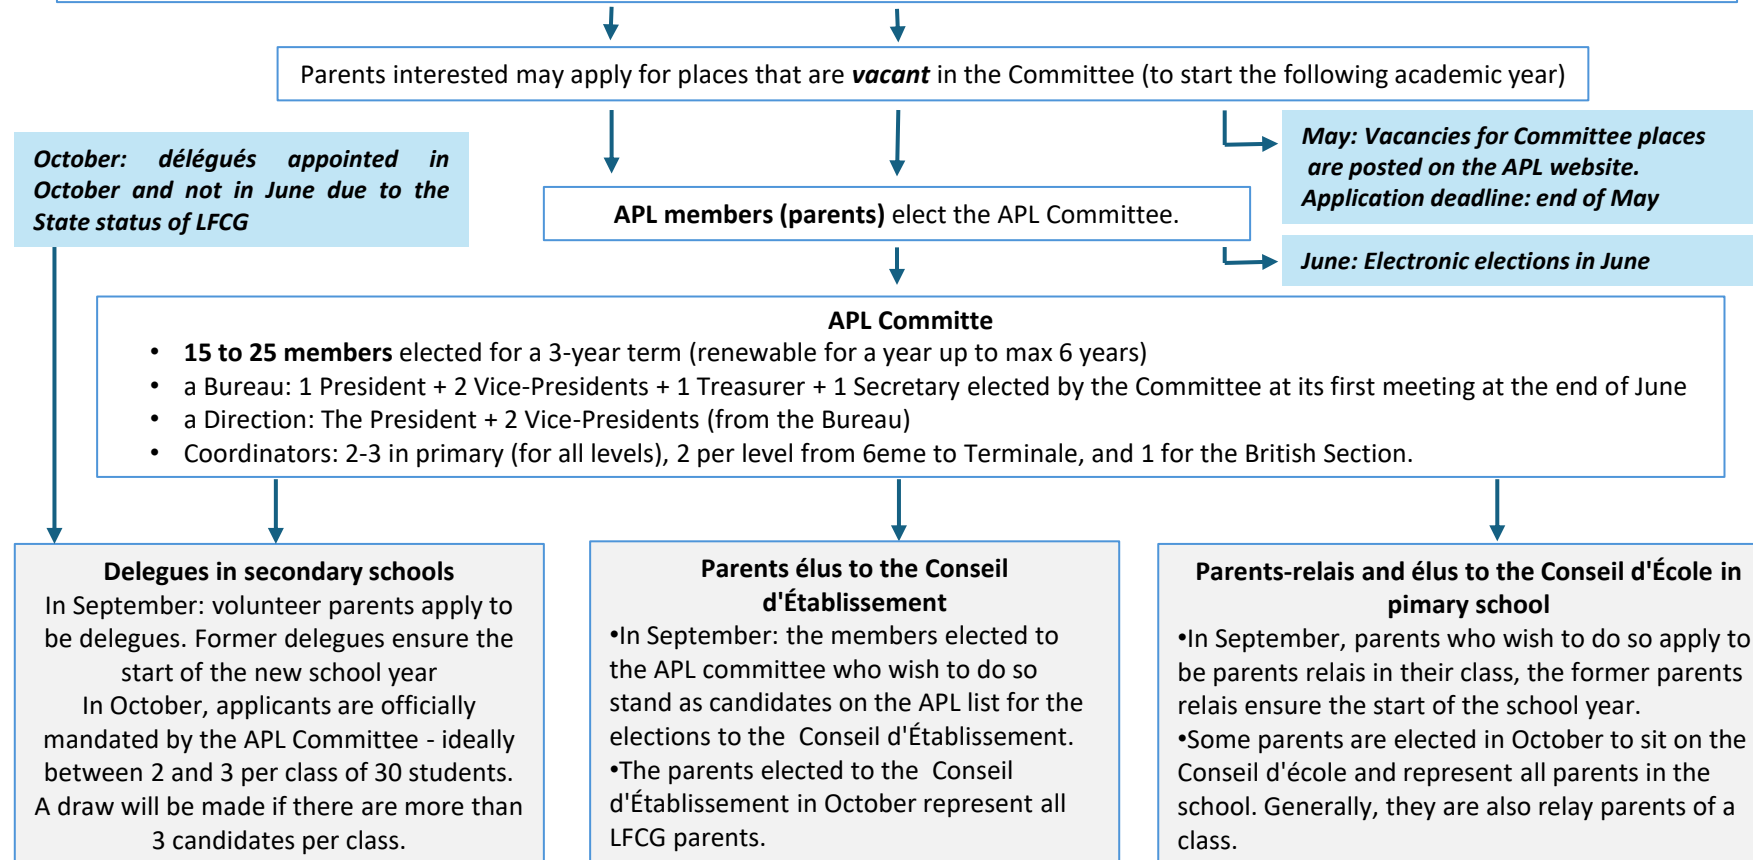 Parents interested may apply for places that are vacant in the Committee (to start the following academic year)
October: délégués appointed in
October and not in June due to the
State status of LFCG
May: Vacancies for Committee places
are posted on the APL website.
Application deadline: end of May
APL members (parents) elect the APL Committee.
June: Electronic elections in June
APL Committe
• 15 to 25 members elected for a 3-year term (renewable for a year up to max 6 years)
• a Bureau: 1 President + 2 Vice-Presidents + 1 Treasurer + 1 Secretary elected by the Committee at its first meeting at the end of June
• a Direction: The President + 2 Vice-Presidents (from the Bureau)
• Coordinators: 2-3 in primary (for all levels), 2 per level from 6eme to Terminale, and 1 for the British Section.
Delegues in secondary schools
In September: volunteer parents apply to
be delegues. Former delegues ensure the
start of the new school year
In October, applicants are officially
mandated by the APL Committee - ideally
between 2 and 3 per class of 30 students.
A draw will be made if there are more than
3 candidates per class.
Parents élus to the Conseil
d'Établissement
•In September: the members elected to
the APL committee who wish to do so
stand as candidates on the APL list for the
elections to the Conseil d'Établissement.
•The parents elected to the Conseil
d'Établissement in October represent all
LFCG parents.
Parents-relais and élus to the Conseil d'École in
pimary school
•In September, parents who wish to do so apply to
be parents relais in their class, the former parents
relais ensure the start of the school year.
•Some parents are elected in October to sit on the
Conseil d'école and represent all parents in the
school. Generally, they are also relay parents of a
class.